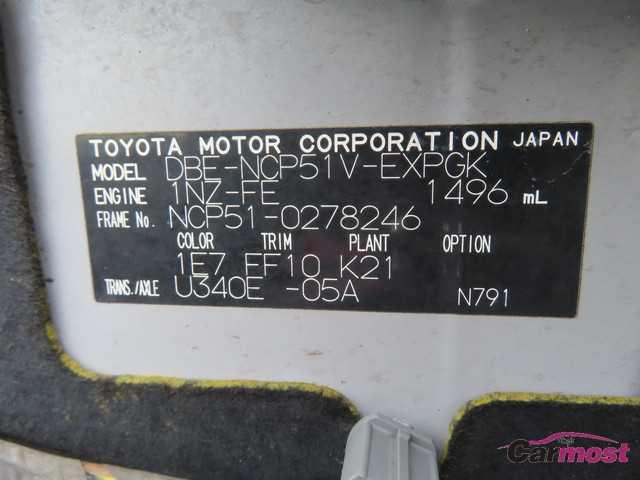 TOYOTA MOTOR CORPORATION JAPAN
MODEL DBE-NCP51V-EXPGK
ENGINE 1NZ-FE 1496 mL
FRAME No. NCP51-0278246
COLOR TRIM PLANT OPTION
1E7 FF10 K21
TRANS./AXLE U340E -05A N791
Carmost